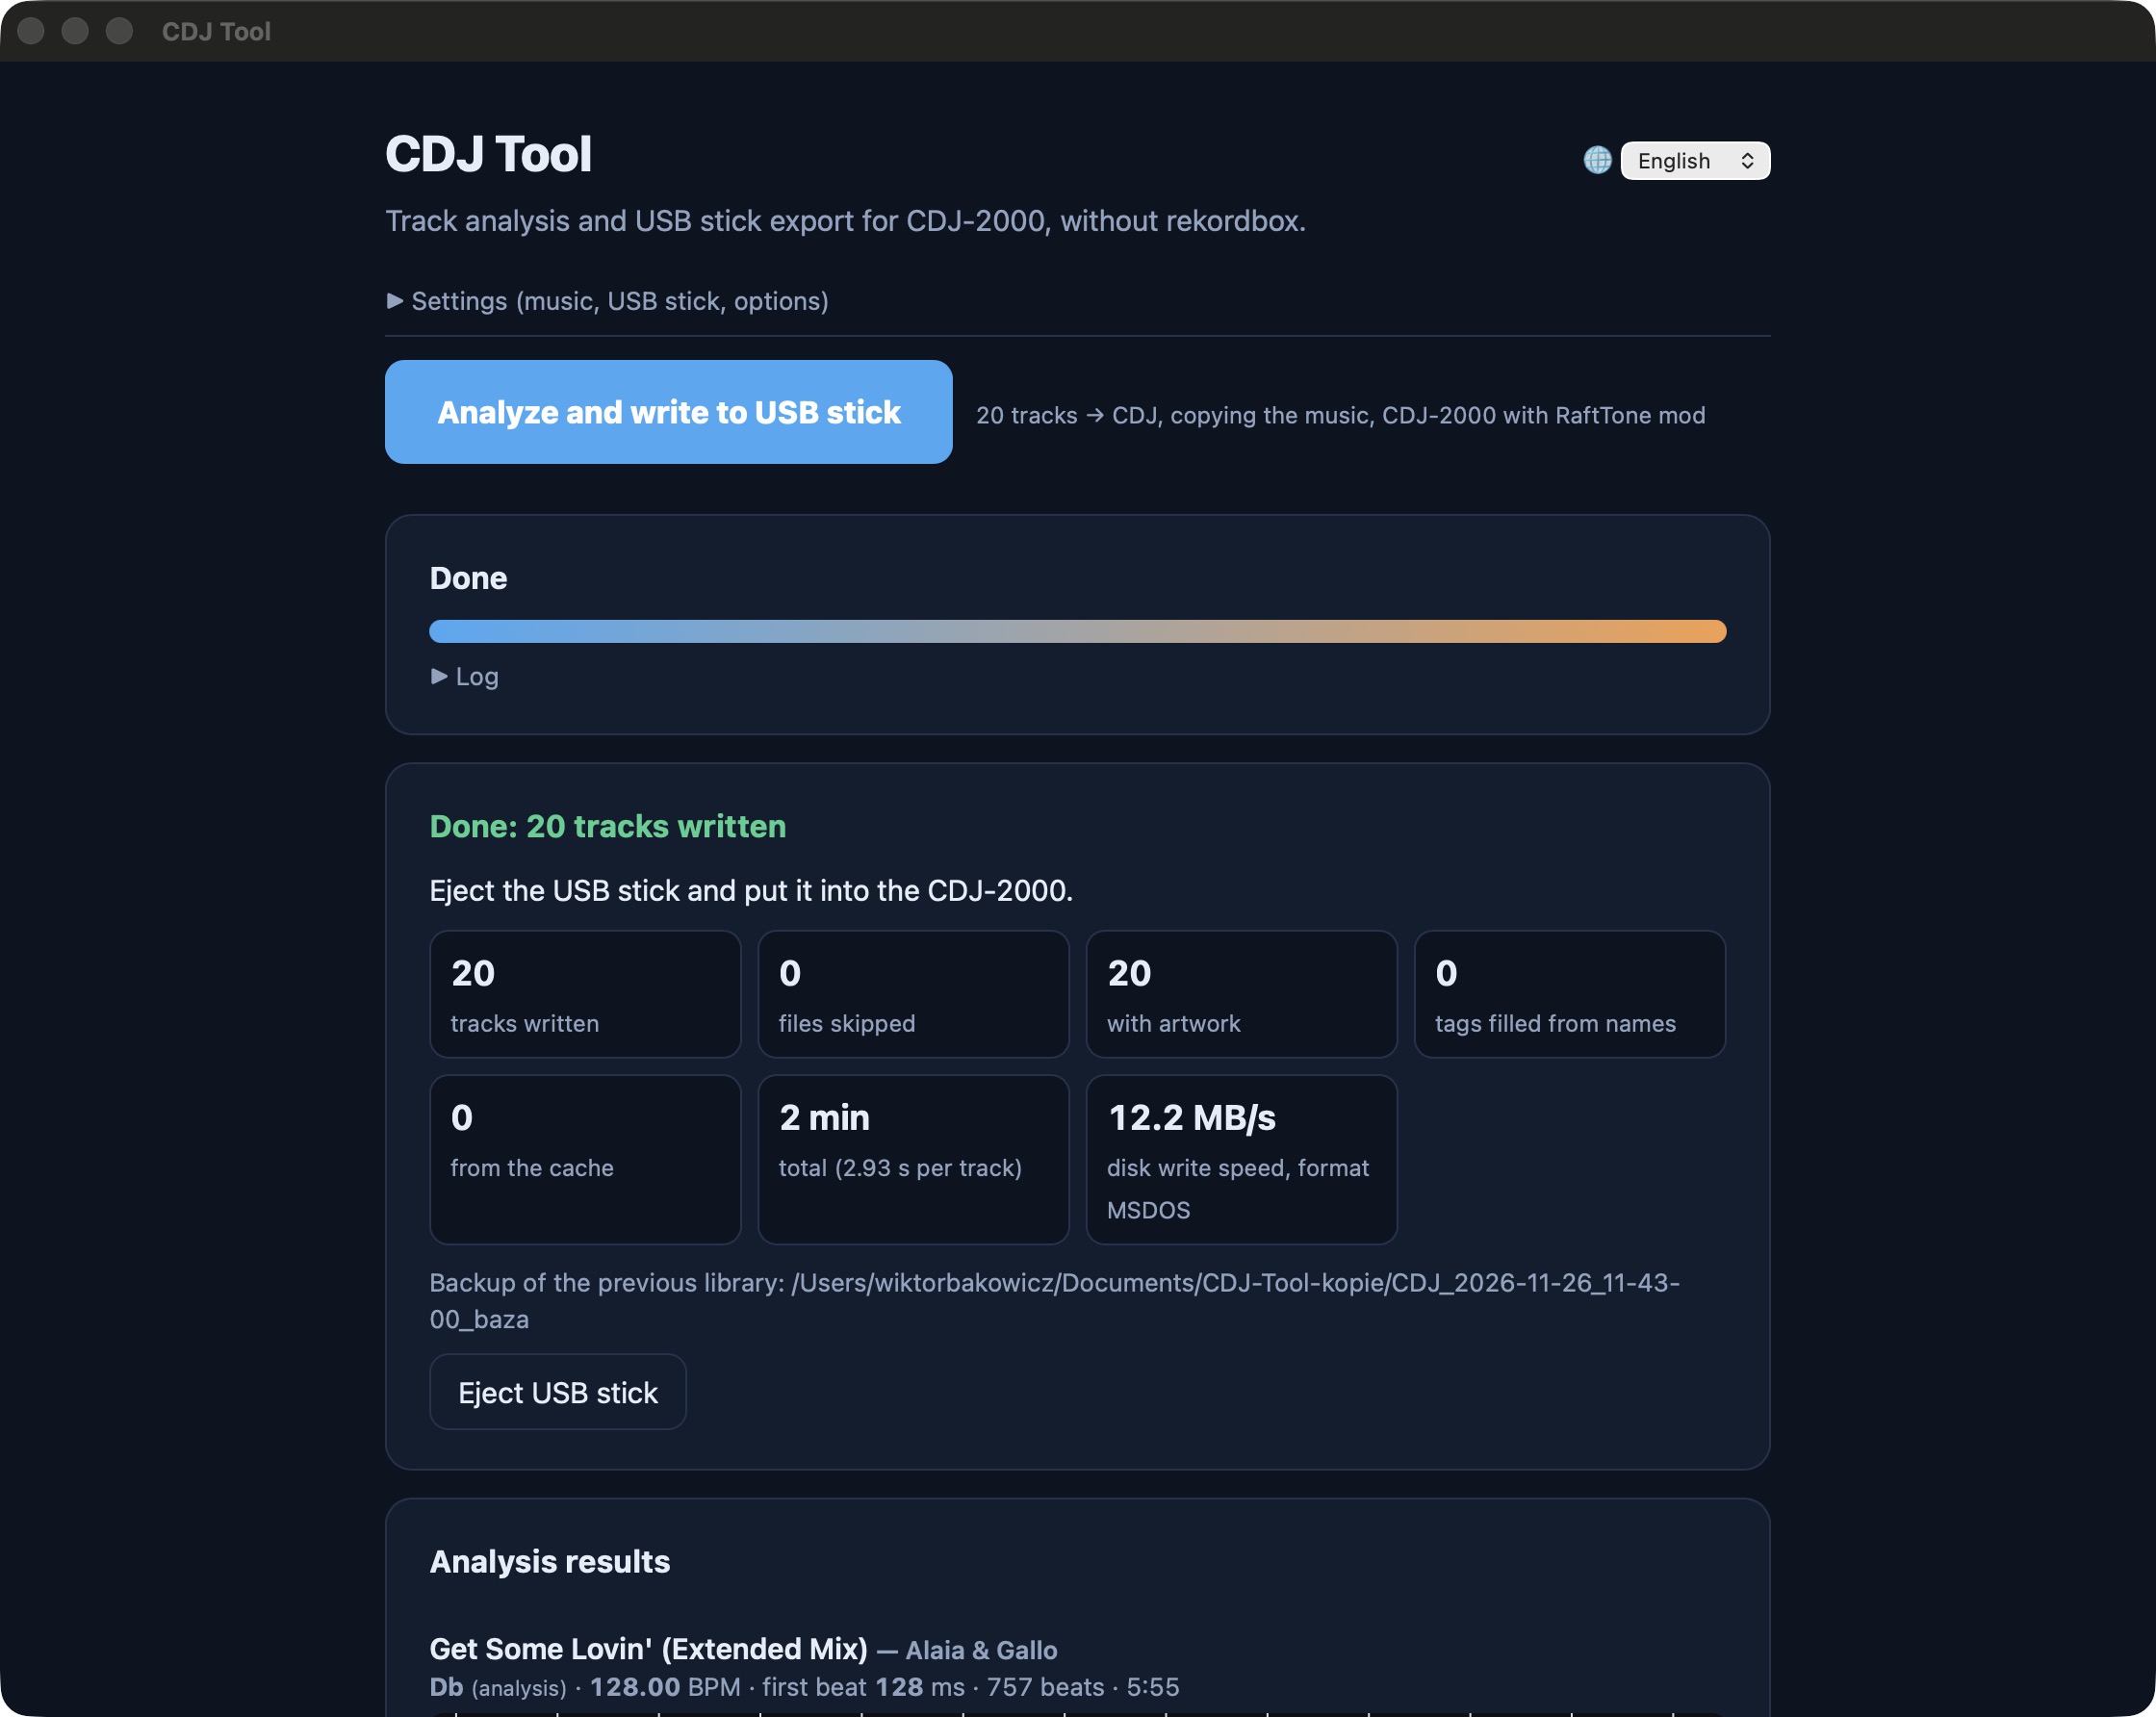 CDJ Tool
CDJ Tool
English
Track analysis and USB stick export for CDJ-2000, without rekordbox.
▶ Settings (music, USB stick, options)
Analyze and write to USB stick
20 tracks → CDJ, copying the music, CDJ-2000 with RaftTone mod
Done
▶ Log
Done: 20 tracks written
Eject the USB stick and put it into the CDJ-2000.
20
tracks written
0
files skipped
20
with artwork
0
tags filled from names
0
from the cache
2 min
total (2.93 s per track)
12.2 MB/s
disk write speed, format
MSDOS
Backup of the previous library: /Users/wiktorbakowicz/Documents/CDJ-Tool-kopie/CDJ_2026-11-26_11-43-
00_baza
Eject USB stick
Analysis results
Get Some Lovin' (Extended Mix) — Alaia & Gallo
Db (analysis) · 128.00 BPM · first beat 128 ms · 757 beats · 5:55